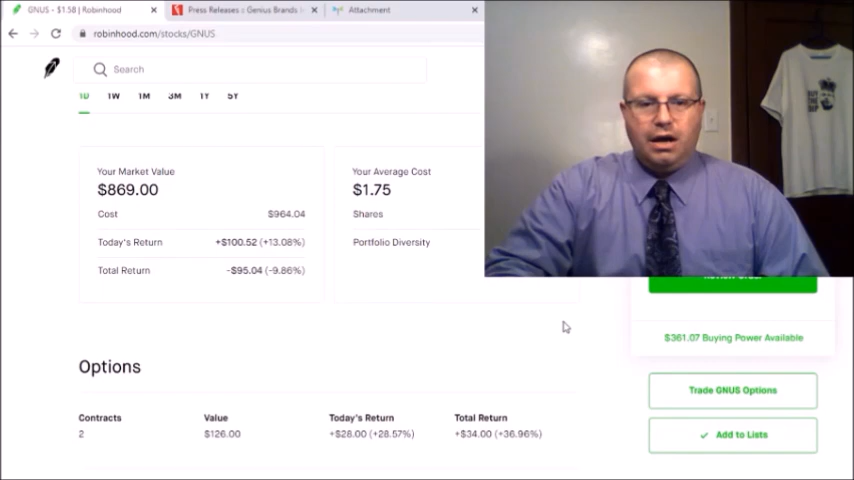 GNUS - $1.58 | Robinhood
Press Releases :: Genius Brands I
Attachment
robinhood.com/stocks/GNUS
Search
1D 1W 1M 3M 1Y 5Y
Your Market Value
$869.00
Cost $964.04
Today's Return +$100.52 (+13.08%)
Total Return -$95.04 (-9.86%)
Your Average Cost
$1.75
Shares
Portfolio Diversity
BUY
THE
DIP
$361.07 Buying Power Available
Trade GNUS Options
Add to Lists
Options
Contracts Value Today's Return Total Return
2 $126.00 +$28.00 (+28.57%) +$34.00 (+36.96%)